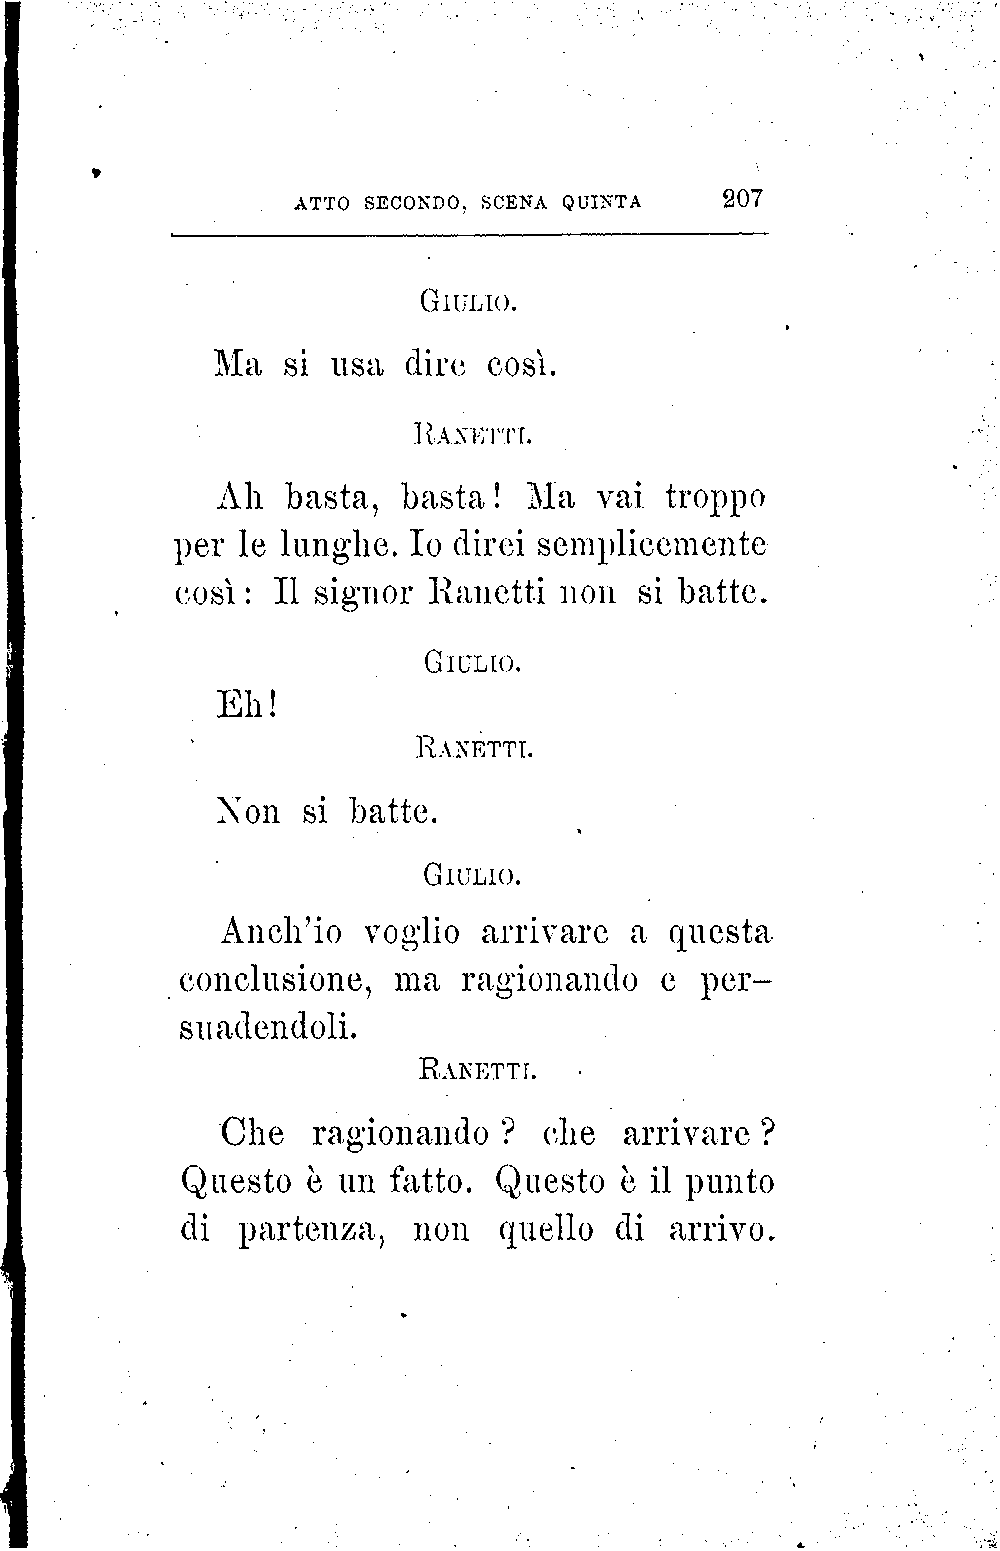 ATTO SECONDO, SCENA QUINTA 207
GIULIO.
Ma si usa dire così.
RANETTI.
Ah basta, basta! Ma vai troppo
per le lunghe. Io direi semplicemente
così: Il signor Ranetti non si batte.
GIULIO.
Eh!
RANETTI.
Non si batte.
GIULIO.
Anch'io voglio arrivare a questa
conclusione, ma ragionando e per-
suadendoli.
RANETTI.
Che ragionando? che arrivare?
Questo è un fatto. Questo è il punto
di partenza, non quello di arrivo.